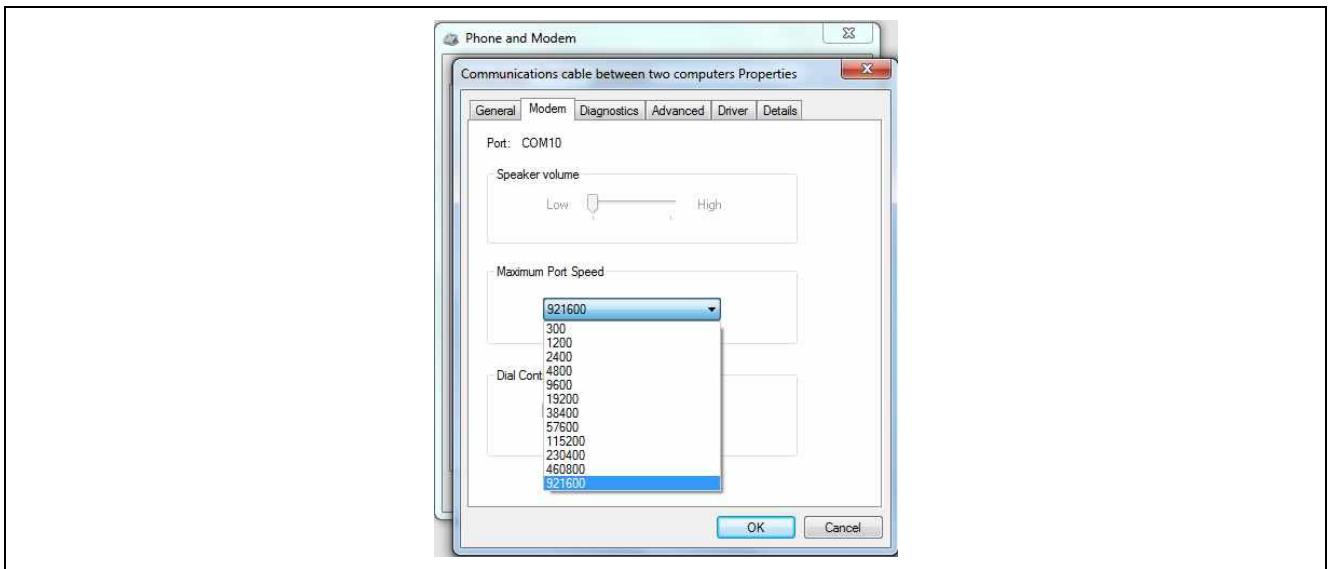 Phone and Modem
Communications cable between two computers Properties
General Modem Diagnostics Advanced Driver Details
Port: COM10
Speaker volume
Low High
Maximum Port Speed
921600
300
1200
2400
4800
9600
19200
38400
57600
115200
230400
460800
921600
Dial Cont
OK Cancel